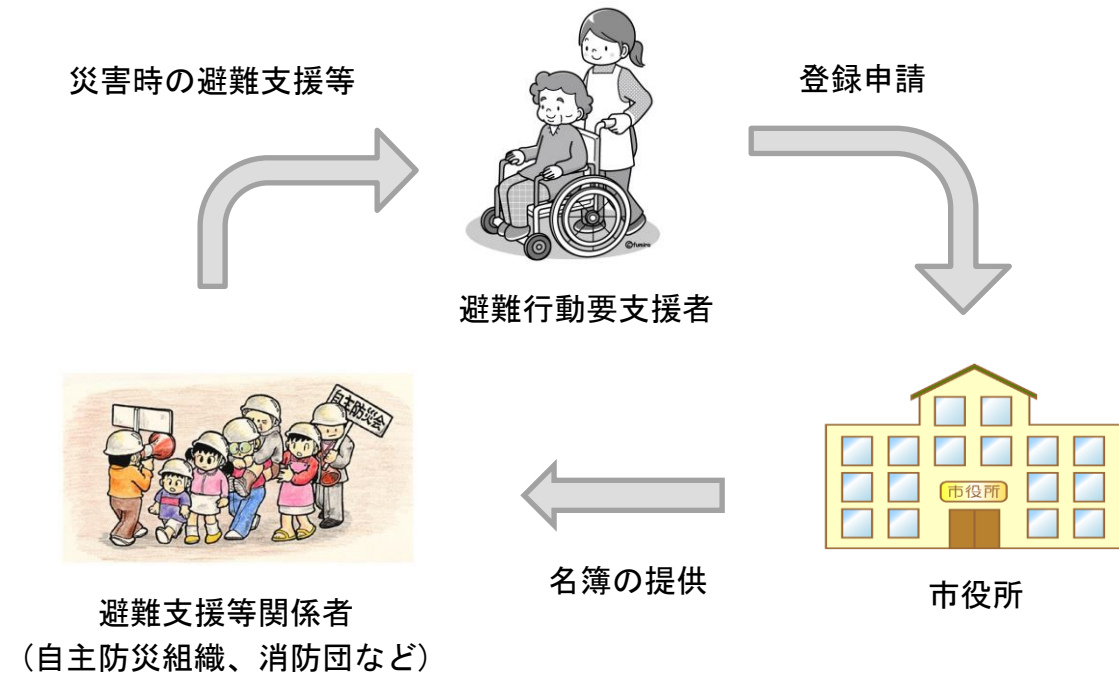 災害時の避難支援等
登録申請
©fumira
避難行動要支援者
自主防災会
市役所
名簿の提供
市役所
避難支援等関係者
（自主防災組織、消防団など）